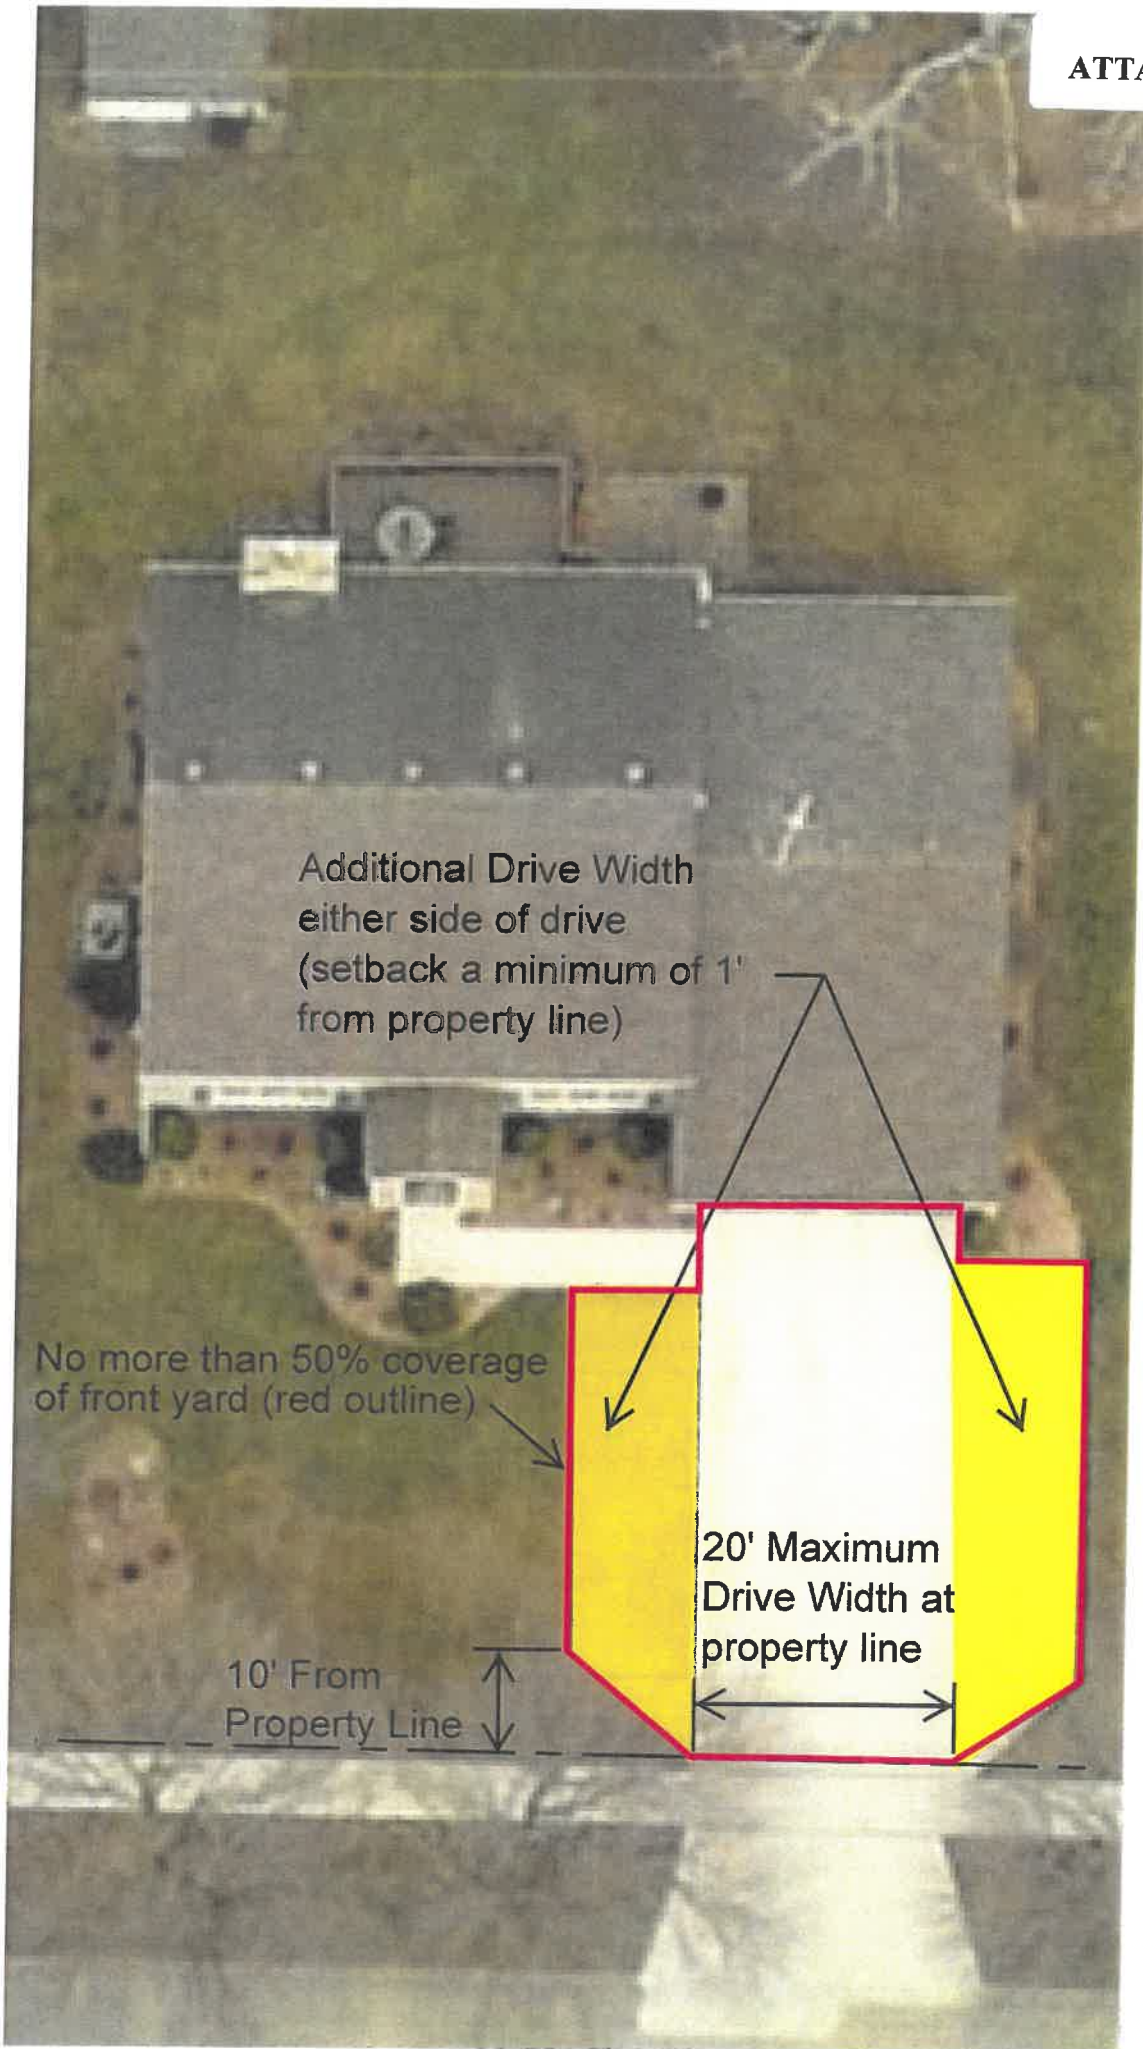 ATTA
Additional Drive Width
either side of drive
(setback a minimum of 1'
from property line)
No more than 50% coverage
of front yard (red outline)
20' Maximum
Drive Width at
property line
10' From
Property Line